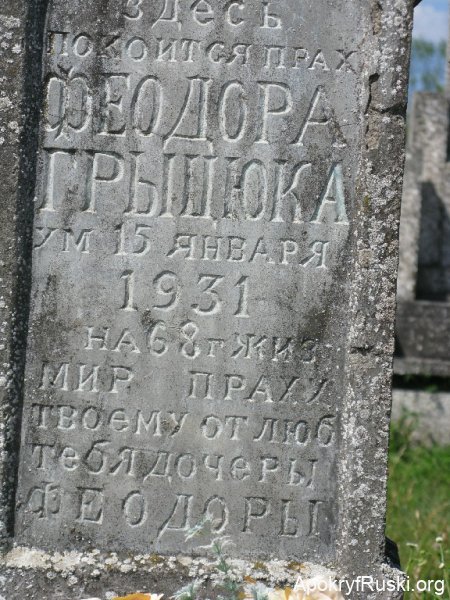 здесь
покоится прах
ФЕОДОРА
ГРЫЦЮКА
УМ 15 ЯНВАРЯ
1931
НА 68 г ЖИЗ
МИР ПРАХУ
твоему от люб
тебя дочеры
ФЕОДОРЫ
ApokryfRuski.org